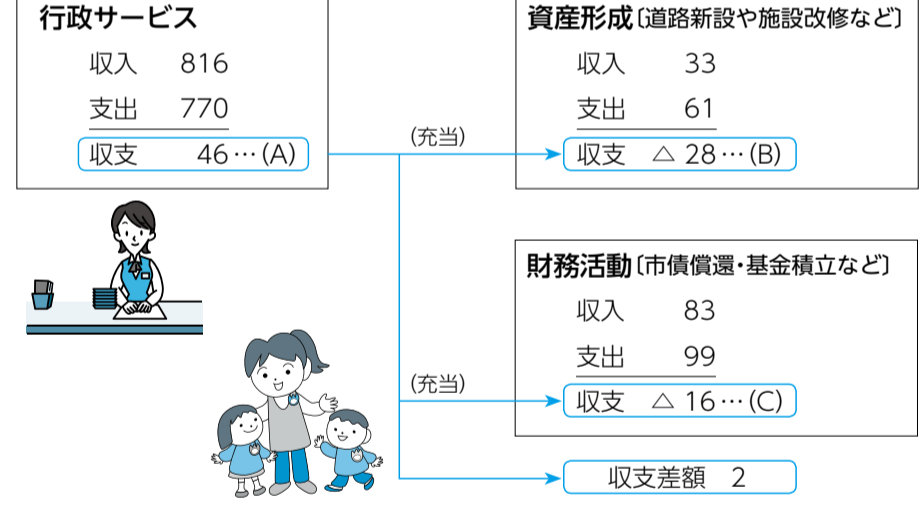 行政サービス
収入 816
支出 770
収支 46…(A)
(充当)
資産形成〔道路新設や施設改修など〕
収入 33
支出 61
収支 △ 28…(B)
財務活動〔市債償還・基金積立など〕
収入 83
支出 99
(充当)
収支 △ 16…(C)
収支差額 2